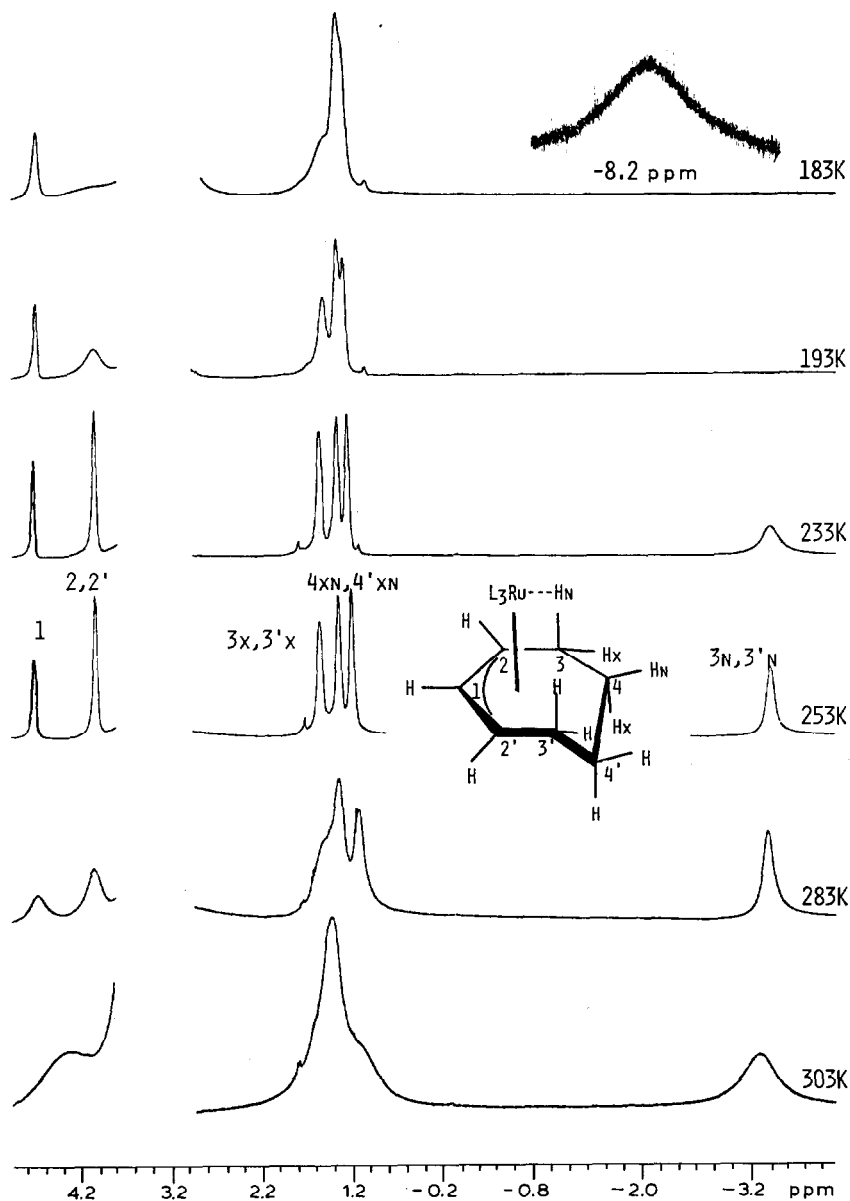 -8.2 ppm
183K
193K
233K
2,2'
1
3x,3'x
4xN,4'xN
L3Ru---HN
H
2
3
Hx
H
1
H
4
HN
Hx
2'
3'
H
4'
H
H
H
3N,3'N
253K
283K
303K
4.2
3.2
2.2
1.2
-0.2
-0.8
-2.0
-3.2
ppm